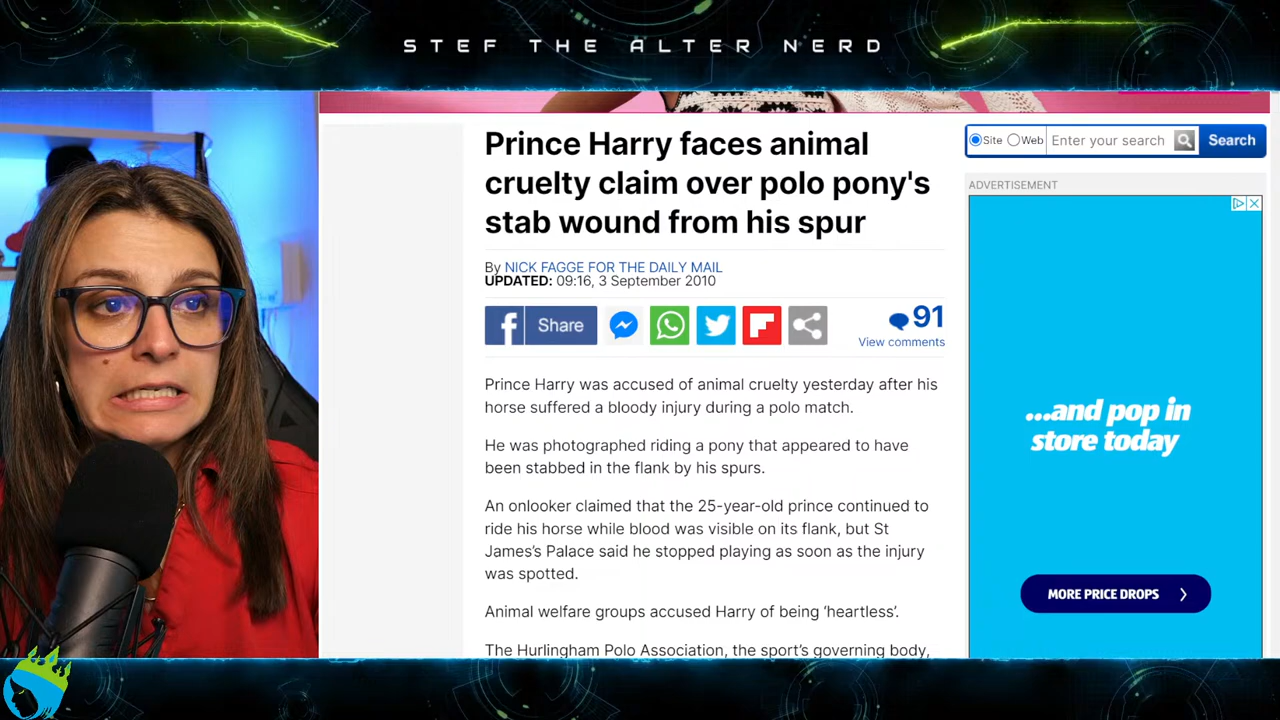 STEF THE ALTER NERD
Prince Harry faces animal
cruelty claim over polo pony's
stab wound from his spur
By NICK FAGGE FOR THE DAILY MAIL
UPDATED: 09:16, 3 September 2010
Share
91
View comments
Prince Harry was accused of animal cruelty yesterday after his
horse suffered a bloody injury during a polo match.
He was photographed riding a pony that appeared to have
been stabbed in the flank by his spurs.
An onlooker claimed that the 25-year-old prince continued to
ride his horse while blood was visible on its flank, but St
James's Palace said he stopped playing as soon as the injury
was spotted.
Animal welfare groups accused Harry of being ‘heartless’.
The Hurlingham Polo Association, the sport's governing body,
Site Web Enter your search Search
ADVERTISEMENT
...and pop in
store today
MORE PRICE DROPS